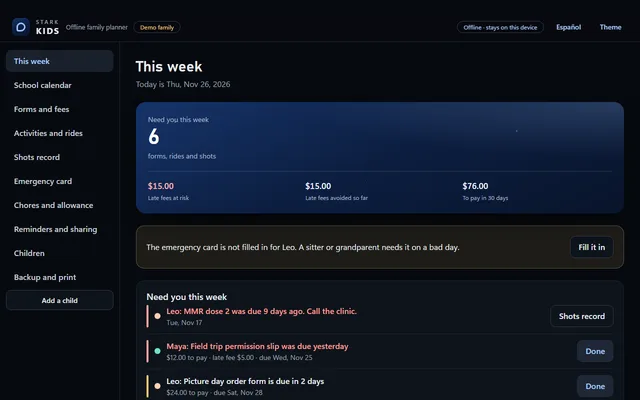 STARK
KIDS
Offline family planner
Demo family
Offline · stays on this device
Español
Theme
This week
School calendar
Forms and fees
Activities and rides
Shots record
Emergency card
Chores and allowance
Reminders and sharing
Children
Backup and print
Add a child
This week
Today is Thu, Nov 26, 2026
Need you this week
6
forms, rides and shots
$15.00
Late fees at risk
$15.00
Late fees avoided so far
$76.00
To pay in 30 days
The emergency card is not filled in for Leo. A sitter or grandparent needs it on a bad day.
Fill it in
Need you this week
Leo: MMR dose 2 was due 9 days ago. Call the clinic.
Tue, Nov 17
Shots record
Maya: Field trip permission slip was due yesterday
$12.00 to pay · late fee $5.00 · due Wed, Nov 25
Done
Leo: Picture day order form is due in 2 days
$24.00 to pay · due Sat, Nov 28
Done